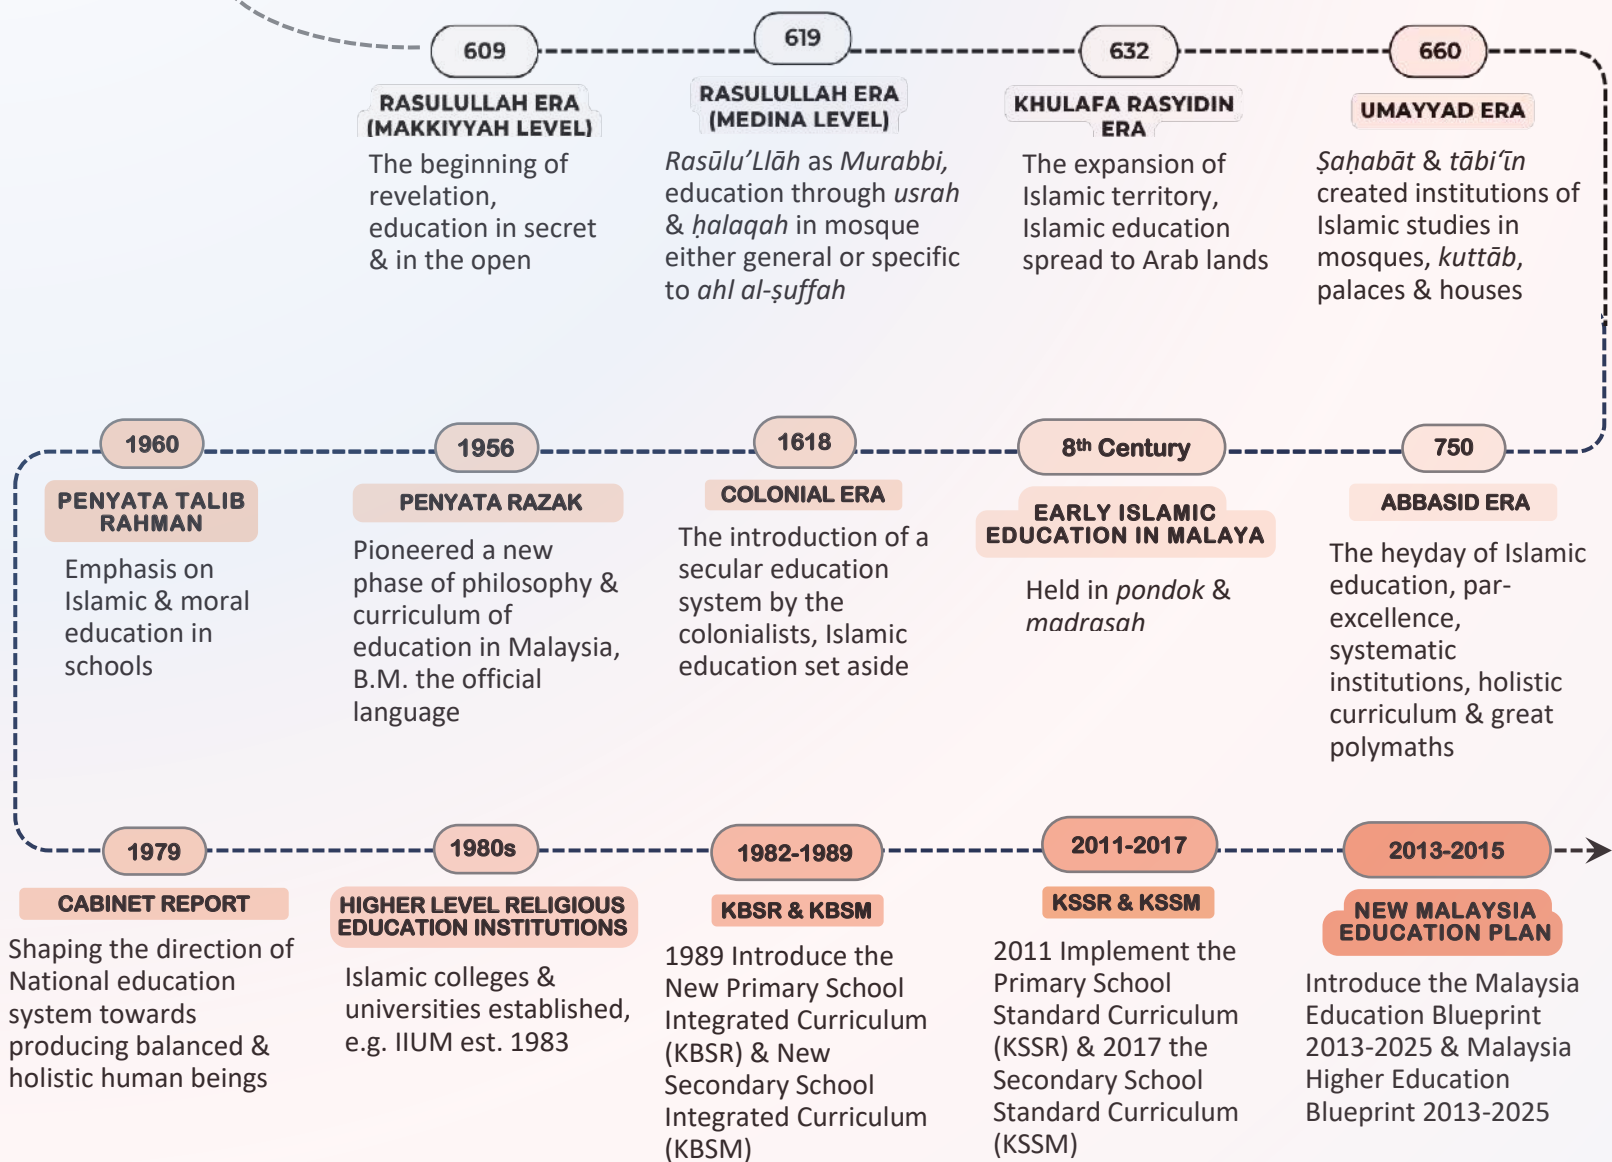 609
RASULULLAH ERA
(MAKKIYYAH LEVEL)
The beginning of
revelation,
education in secret
& in the open
619
RASULULLAH ERA
(MEDINA LEVEL)
Rasūlu’Llāh as Murabbi,
education through usrah
& ḥalaqah in mosque
either general or specific
to ahl al-ṣuffah
632
KHULAFA RASYIDIN
ERA
The expansion of
Islamic territory,
Islamic education
spread to Arab lands
660
UMAYYAD ERA
Ṣaḥabāt & tābi‘īn
created institutions of
Islamic studies in
mosques, kuttāb,
palaces & houses
750
ABBASID ERA
The heyday of Islamic
education, par-
excellence,
systematic
institutions, holistic
curriculum & great
polymaths
8th Century
EARLY ISLAMIC
EDUCATION IN MALAYA
Held in pondok &
madrasah
1618
COLONIAL ERA
The introduction of a
secular education
system by the
colonialists, Islamic
education set aside
1956
PENYATA RAZAK
Pioneered a new
phase of philosophy &
curriculum of
education in Malaysia,
B.M. the official
language
1960
PENYATA TALIB
RAHMAN
Emphasis on
Islamic & moral
education in
schools
1979
CABINET REPORT
Shaping the direction of
National education
system towards
producing balanced &
holistic human beings
1980s
HIGHER LEVEL RELIGIOUS
EDUCATION INSTITUTIONS
Islamic colleges &
universities established,
e.g. IIUM est. 1983
1982-1989
KBSR & KBSM
1989 Introduce the
New Primary School
Integrated Curriculum
(KBSR) & New
Secondary School
Integrated Curriculum
(KBSM)
2011-2017
KSSR & KSSM
2011 Implement the
Primary School
Standard Curriculum
(KSSR) & 2017 the
Secondary School
Standard Curriculum
(KSSM)
2013-2015
NEW MALAYSIA
EDUCATION PLAN
Introduce the Malaysia
Education Blueprint
2013-2025 & Malaysia
Higher Education
Blueprint 2013-2025